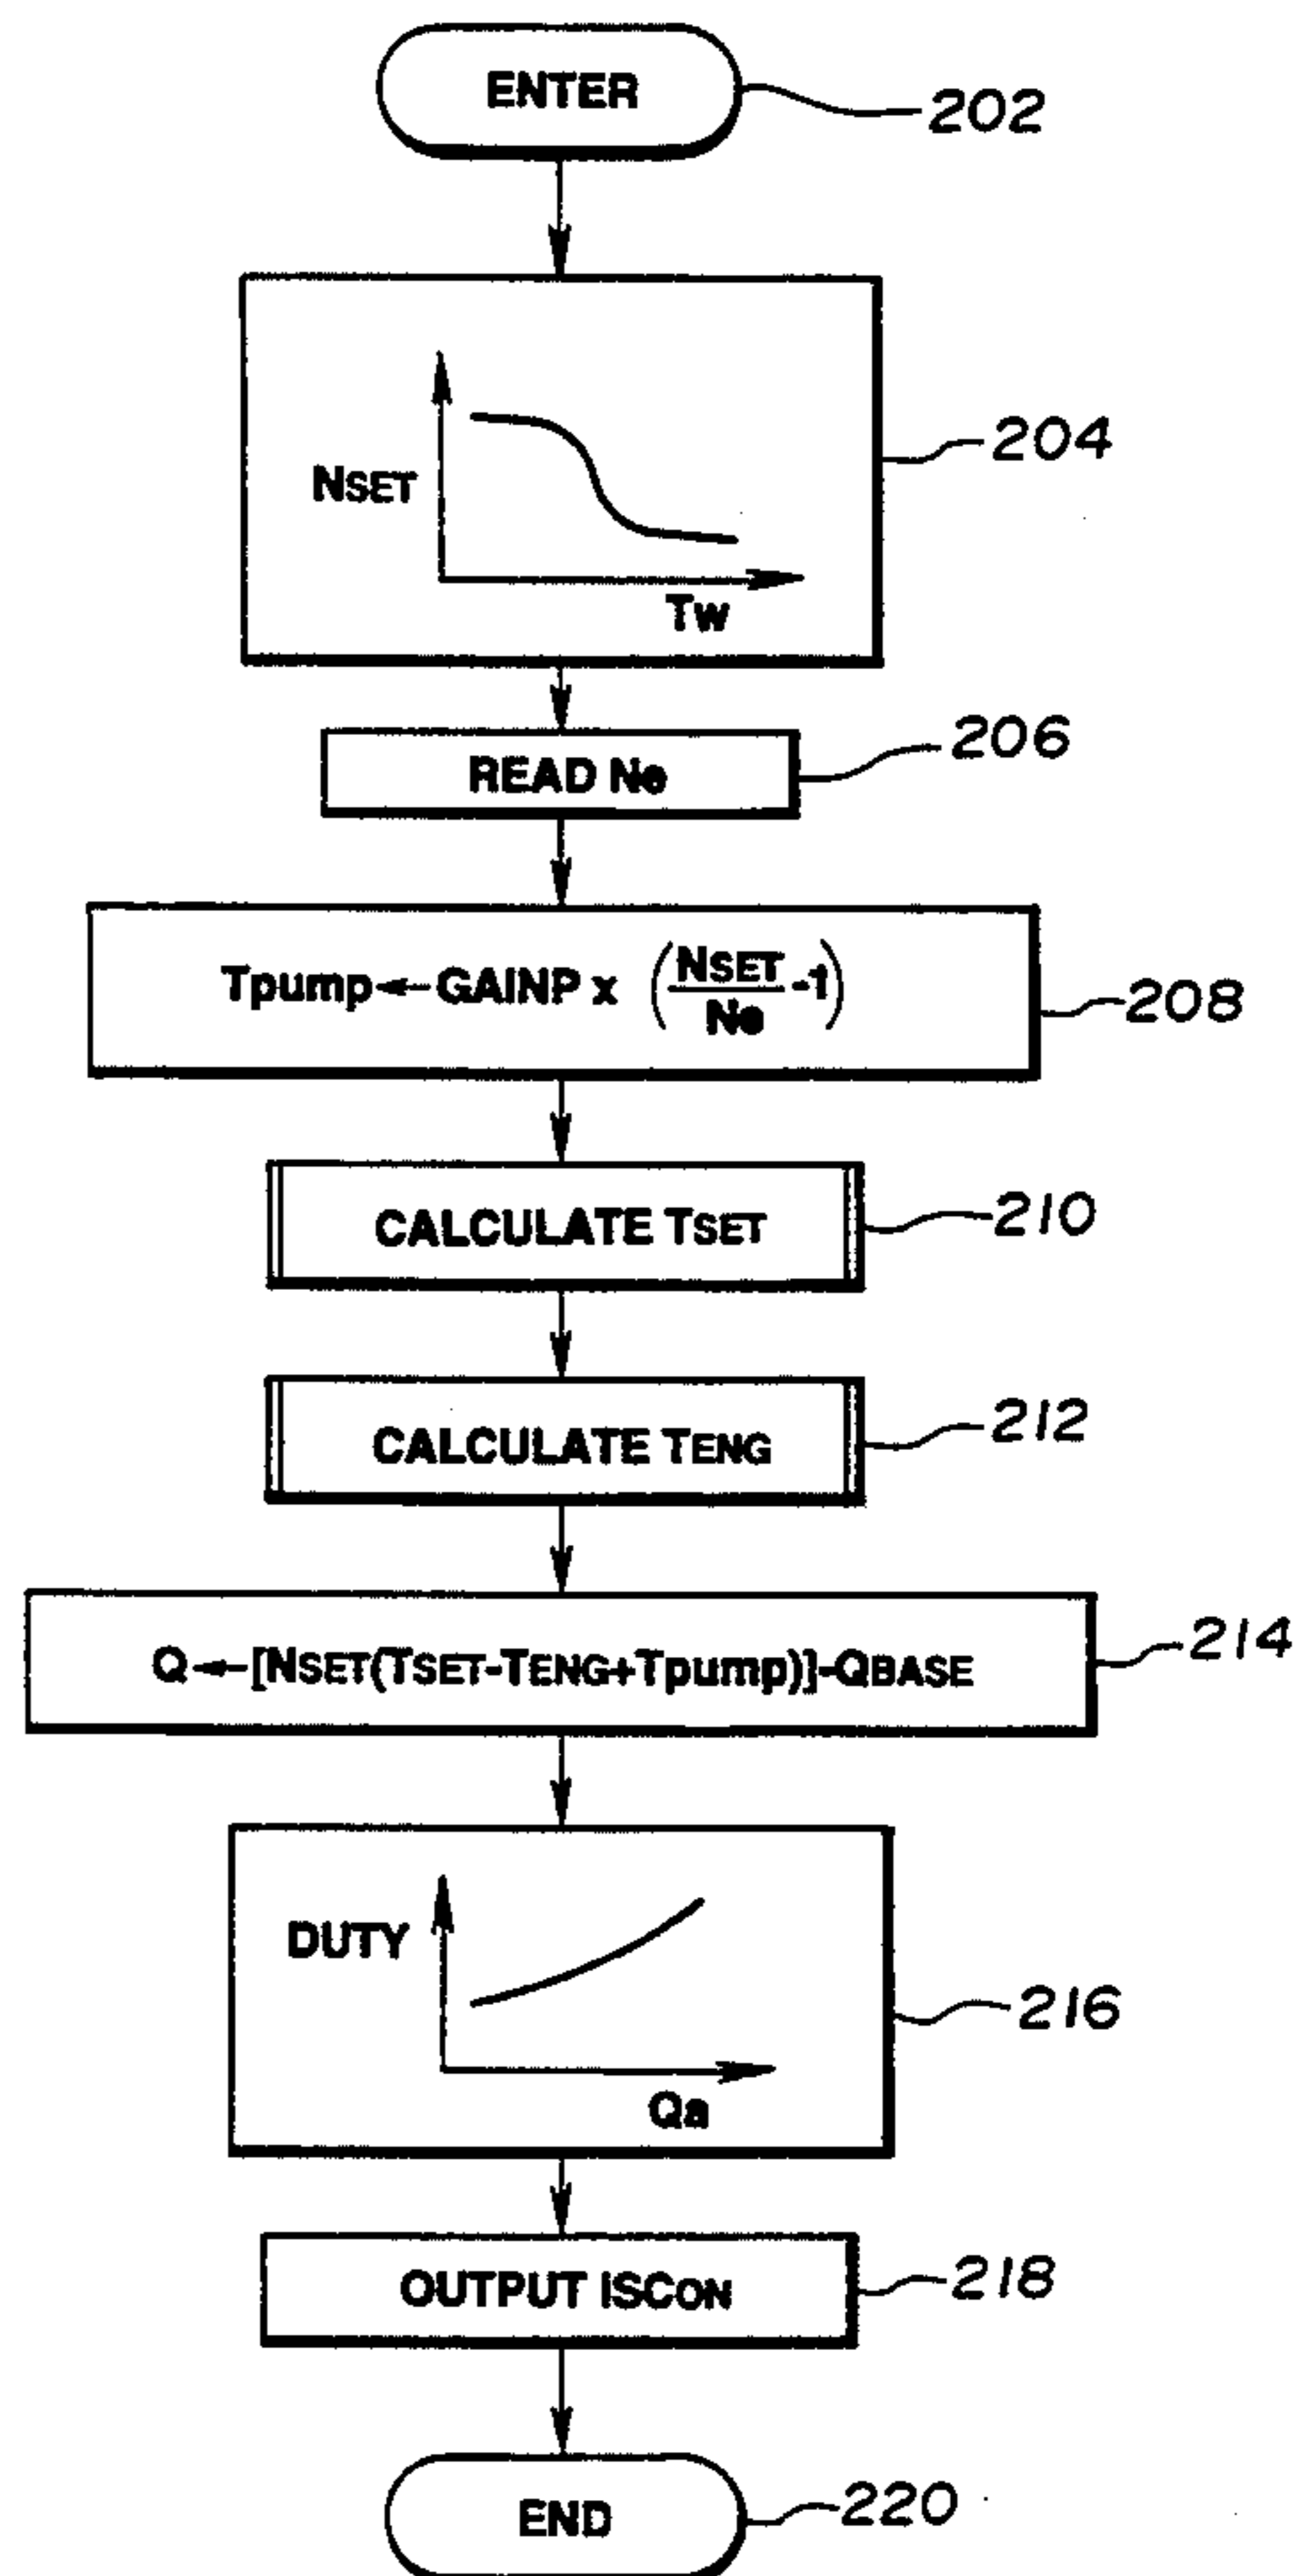 ENTER
202
NSET
Tw
204
READ Ne
206
Tpump←GAINP x (NSET/Ne-1)
208
CALCULATE TSET
210
CALCULATE TENG
212
Q←[NSET(TSET-TENG+Tpump)]-QBASE
214
DUTY
Qa
216
OUTPUT ISCON
218
END
220